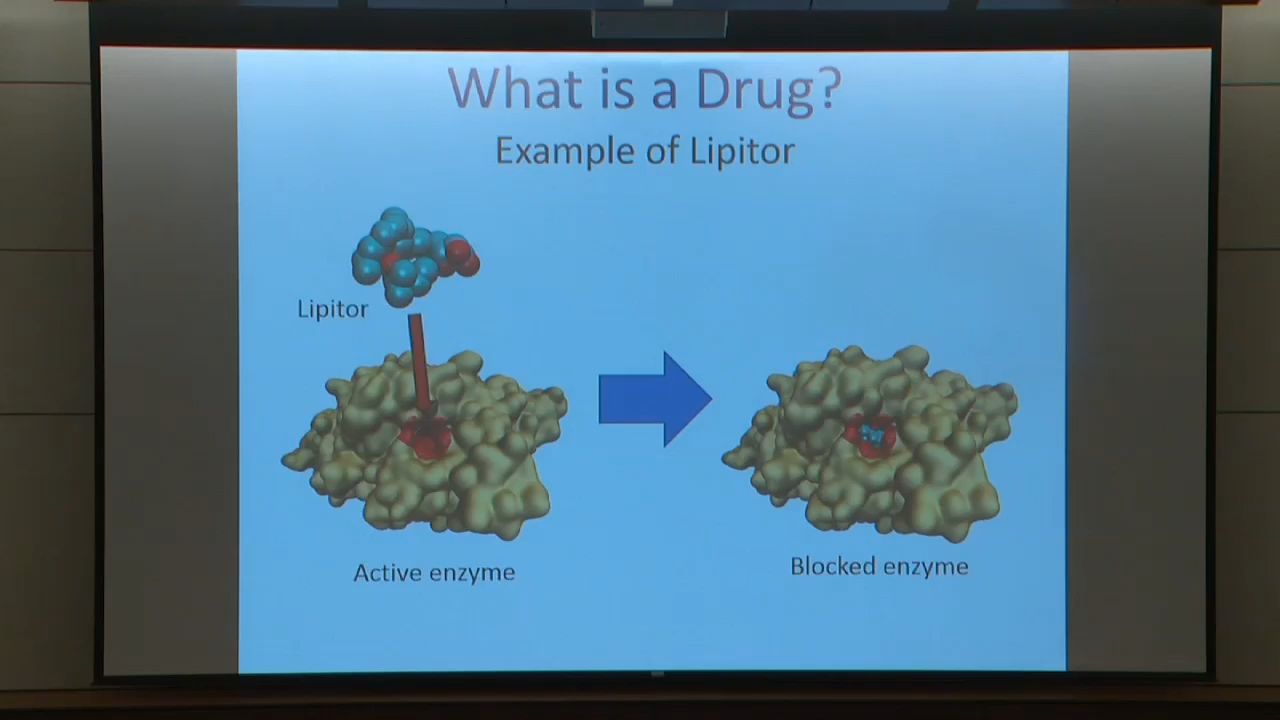 What is a Drug?
Example of Lipitor
Lipitor
Active enzyme
Blocked enzyme